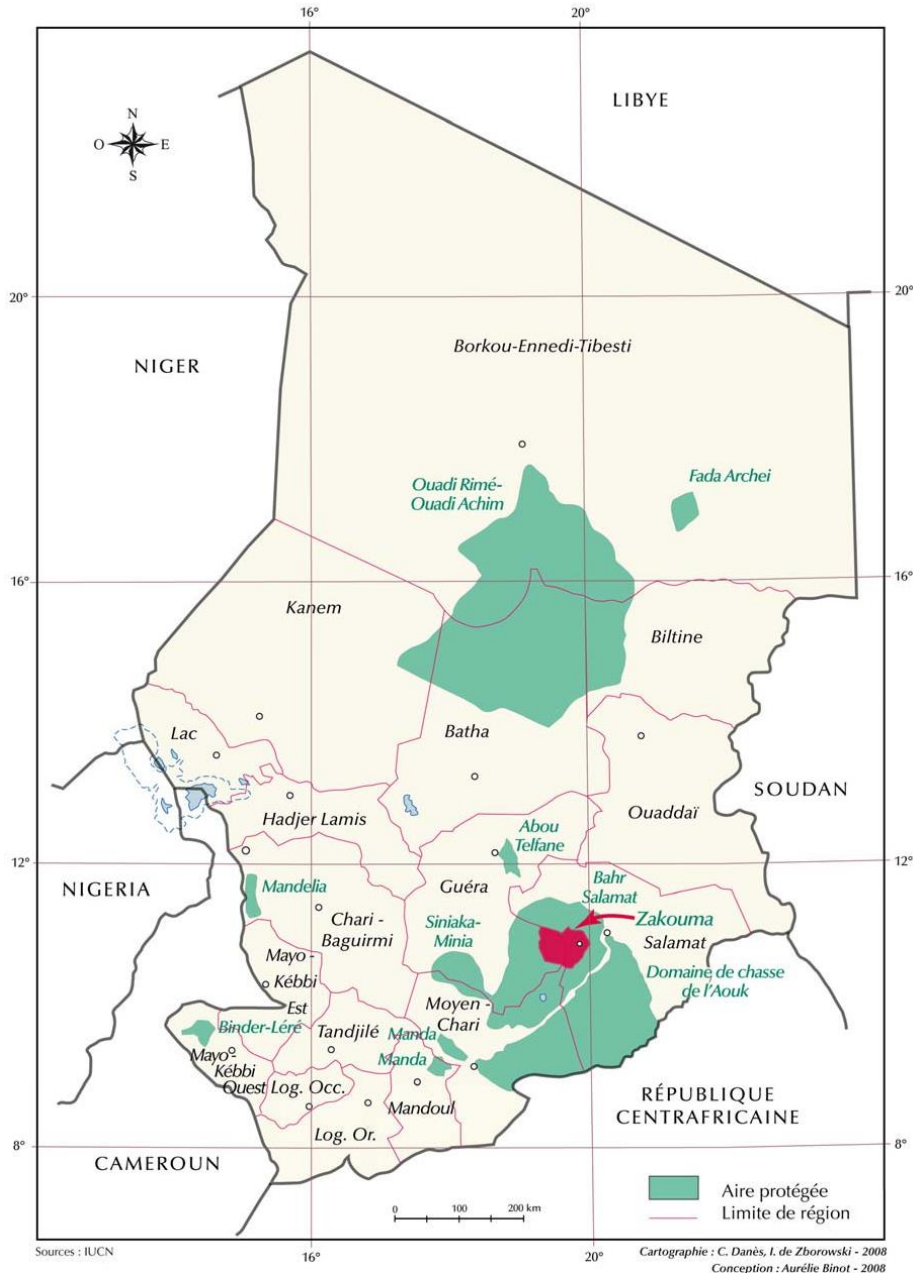 16°
20°
LIBYE
N
O
E
S
20°
20°
NIGER
Borkou-Ennedi-Tibesti
Ouadi Rimé-
Ouadi Achim
Fada Archei
16°
16°
Kanem
Biltine
Lac
Batha
SOUDAN
Ouaddaï
Hadjer Lamis
Abou
Telfane
12°
12°
NIGERIA
Mandelia
Guéra
Bahr
Salamat
Chari -
Baguirmi
Siniaka-
Minia
Zakouma
Salamat
Mayo -
Kébbi
Est
Domaine de chasse
de l'Aouk
Moyen -
Chari
Binder-Léré
Tandjilé
Manda
Manda
Mayo
Kébbi
Ouest
Log. Occ.
Mandoul
RÉPUBLIQUE
CENTRAFRICAINE
Log. Or.
8°
8°
CAMEROUN
Aire protégée
Limite de région
0 100 200 km
Sources : IUCN
16°
20°
Cartographie : C. Danès, I. de Zborowski - 2008
Conception : Aurélie Binot - 2008